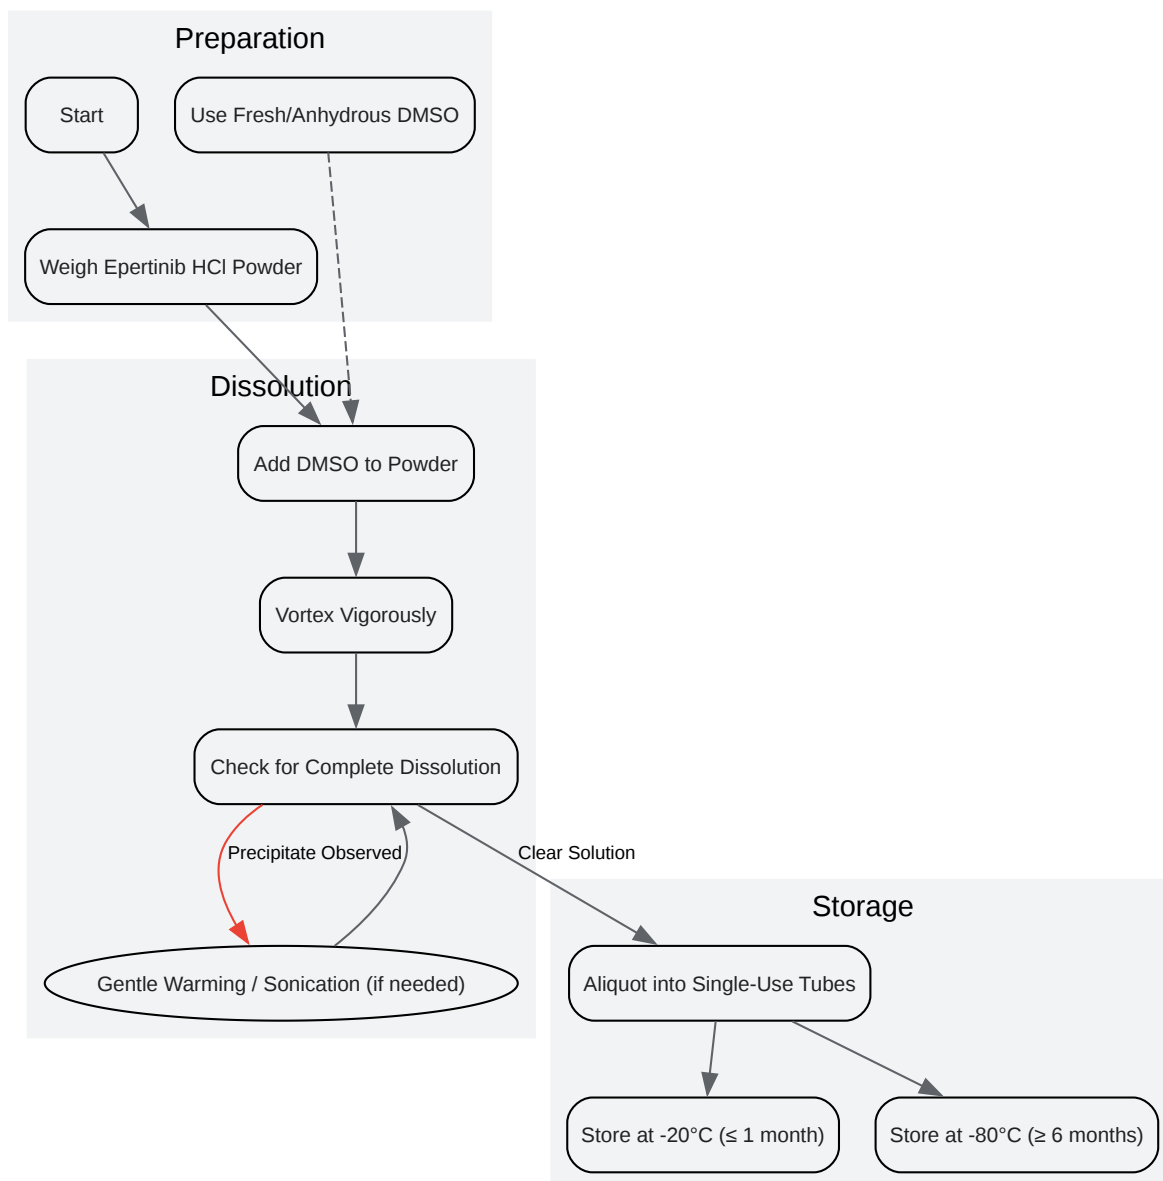 Preparation
Start
Use Fresh/Anhydrous DMSO
Weigh Epertinib HCl Powder
Dissolution
Add DMSO to Powder
Vortex Vigorously
Check for Complete Dissolution
Precipitate Observed
Clear Solution
Gentle Warming / Sonication (if needed)
Storage
Aliquot into Single-Use Tubes
Store at -20°C (≤ 1 month)
Store at -80°C (≥ 6 months)